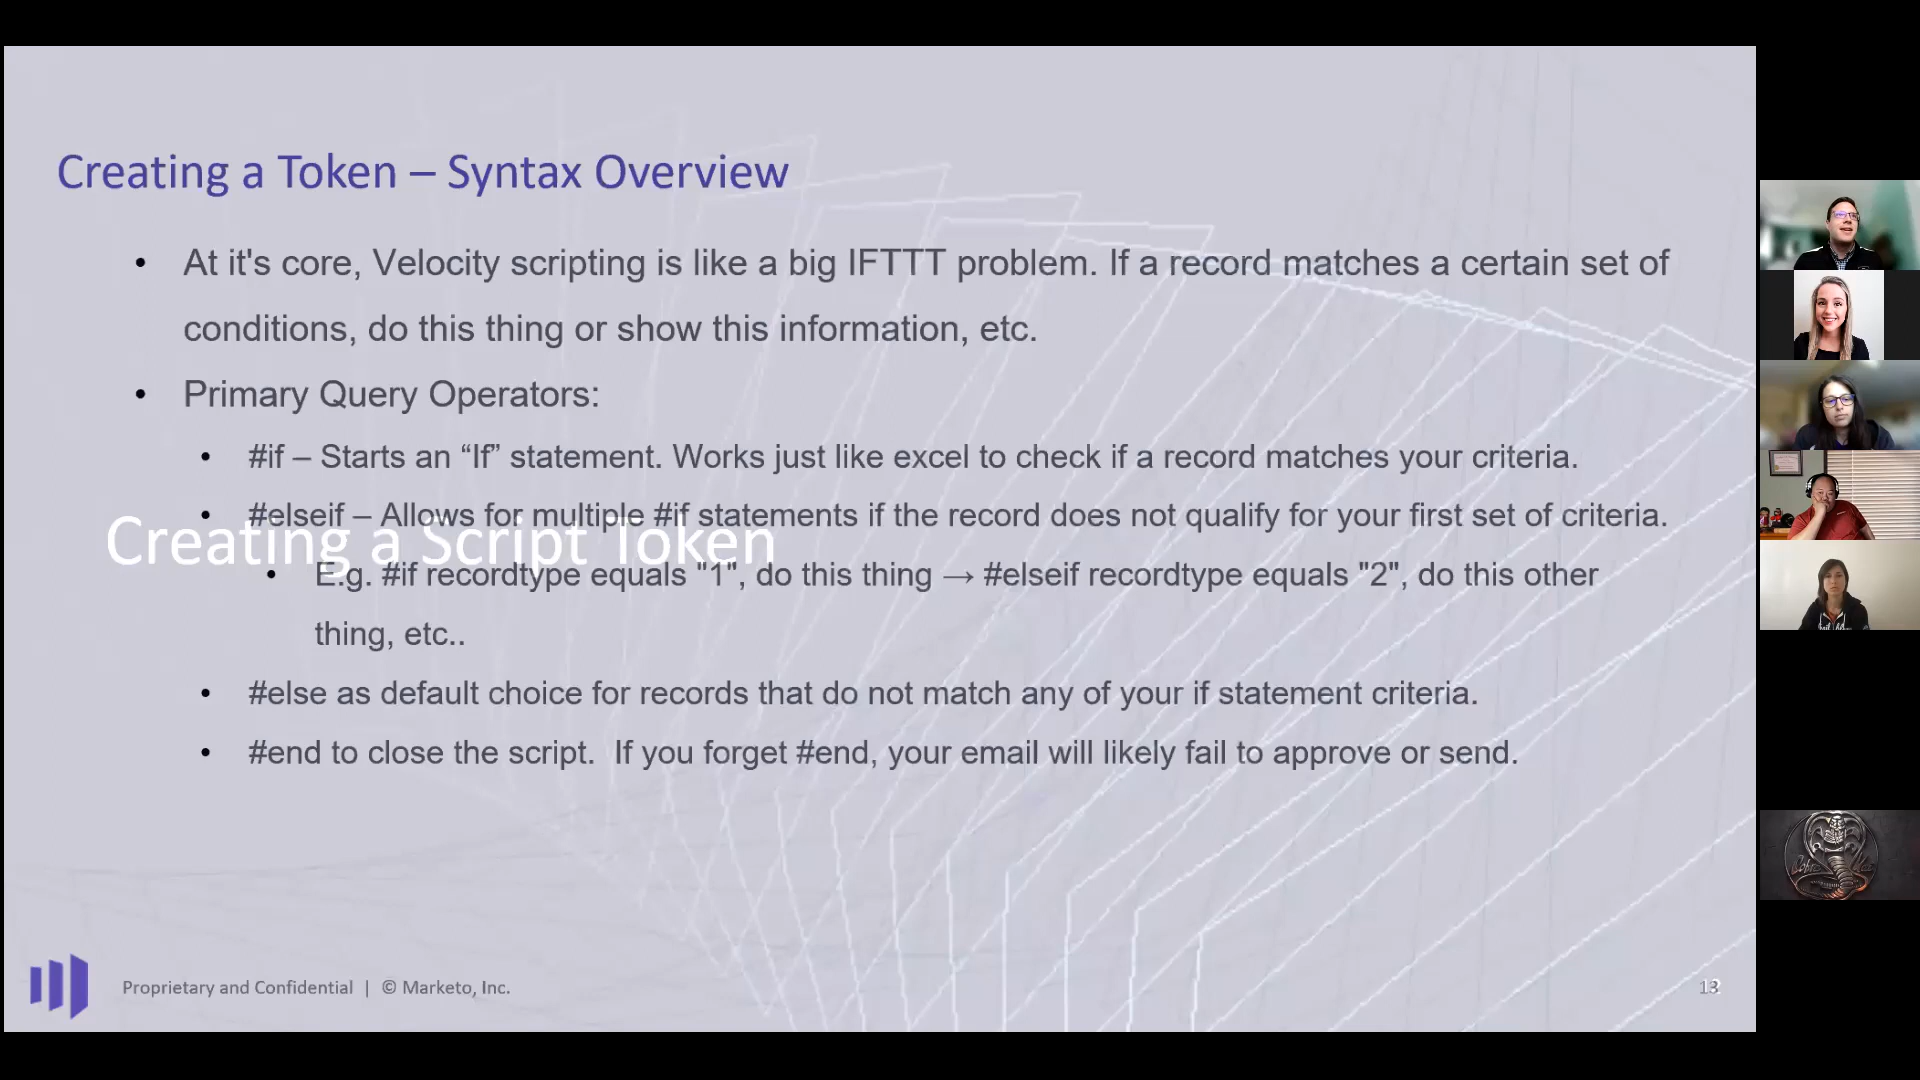 Creating a Token – Syntax Overview
• At it's core, Velocity scripting is like a big IFTTT problem. If a record matches a certain set of
conditions, do this thing or show this information, etc.
• Primary Query Operators:
• #if – Starts an “If” statement. Works just like excel to check if a record matches your criteria.
• #elseif – Allows for multiple #if statements if the record does not qualify for your first set of criteria.
Creating a Script Token
• E.g. #if recordtype equals "1", do this thing → #elseif recordtype equals "2", do this other
thing, etc..
• #else as default choice for records that do not match any of your if statement criteria.
• #end to close the script.  If you forget #end, your email will likely fail to approve or send.
Proprietary and Confidential | © Marketo, Inc.
13